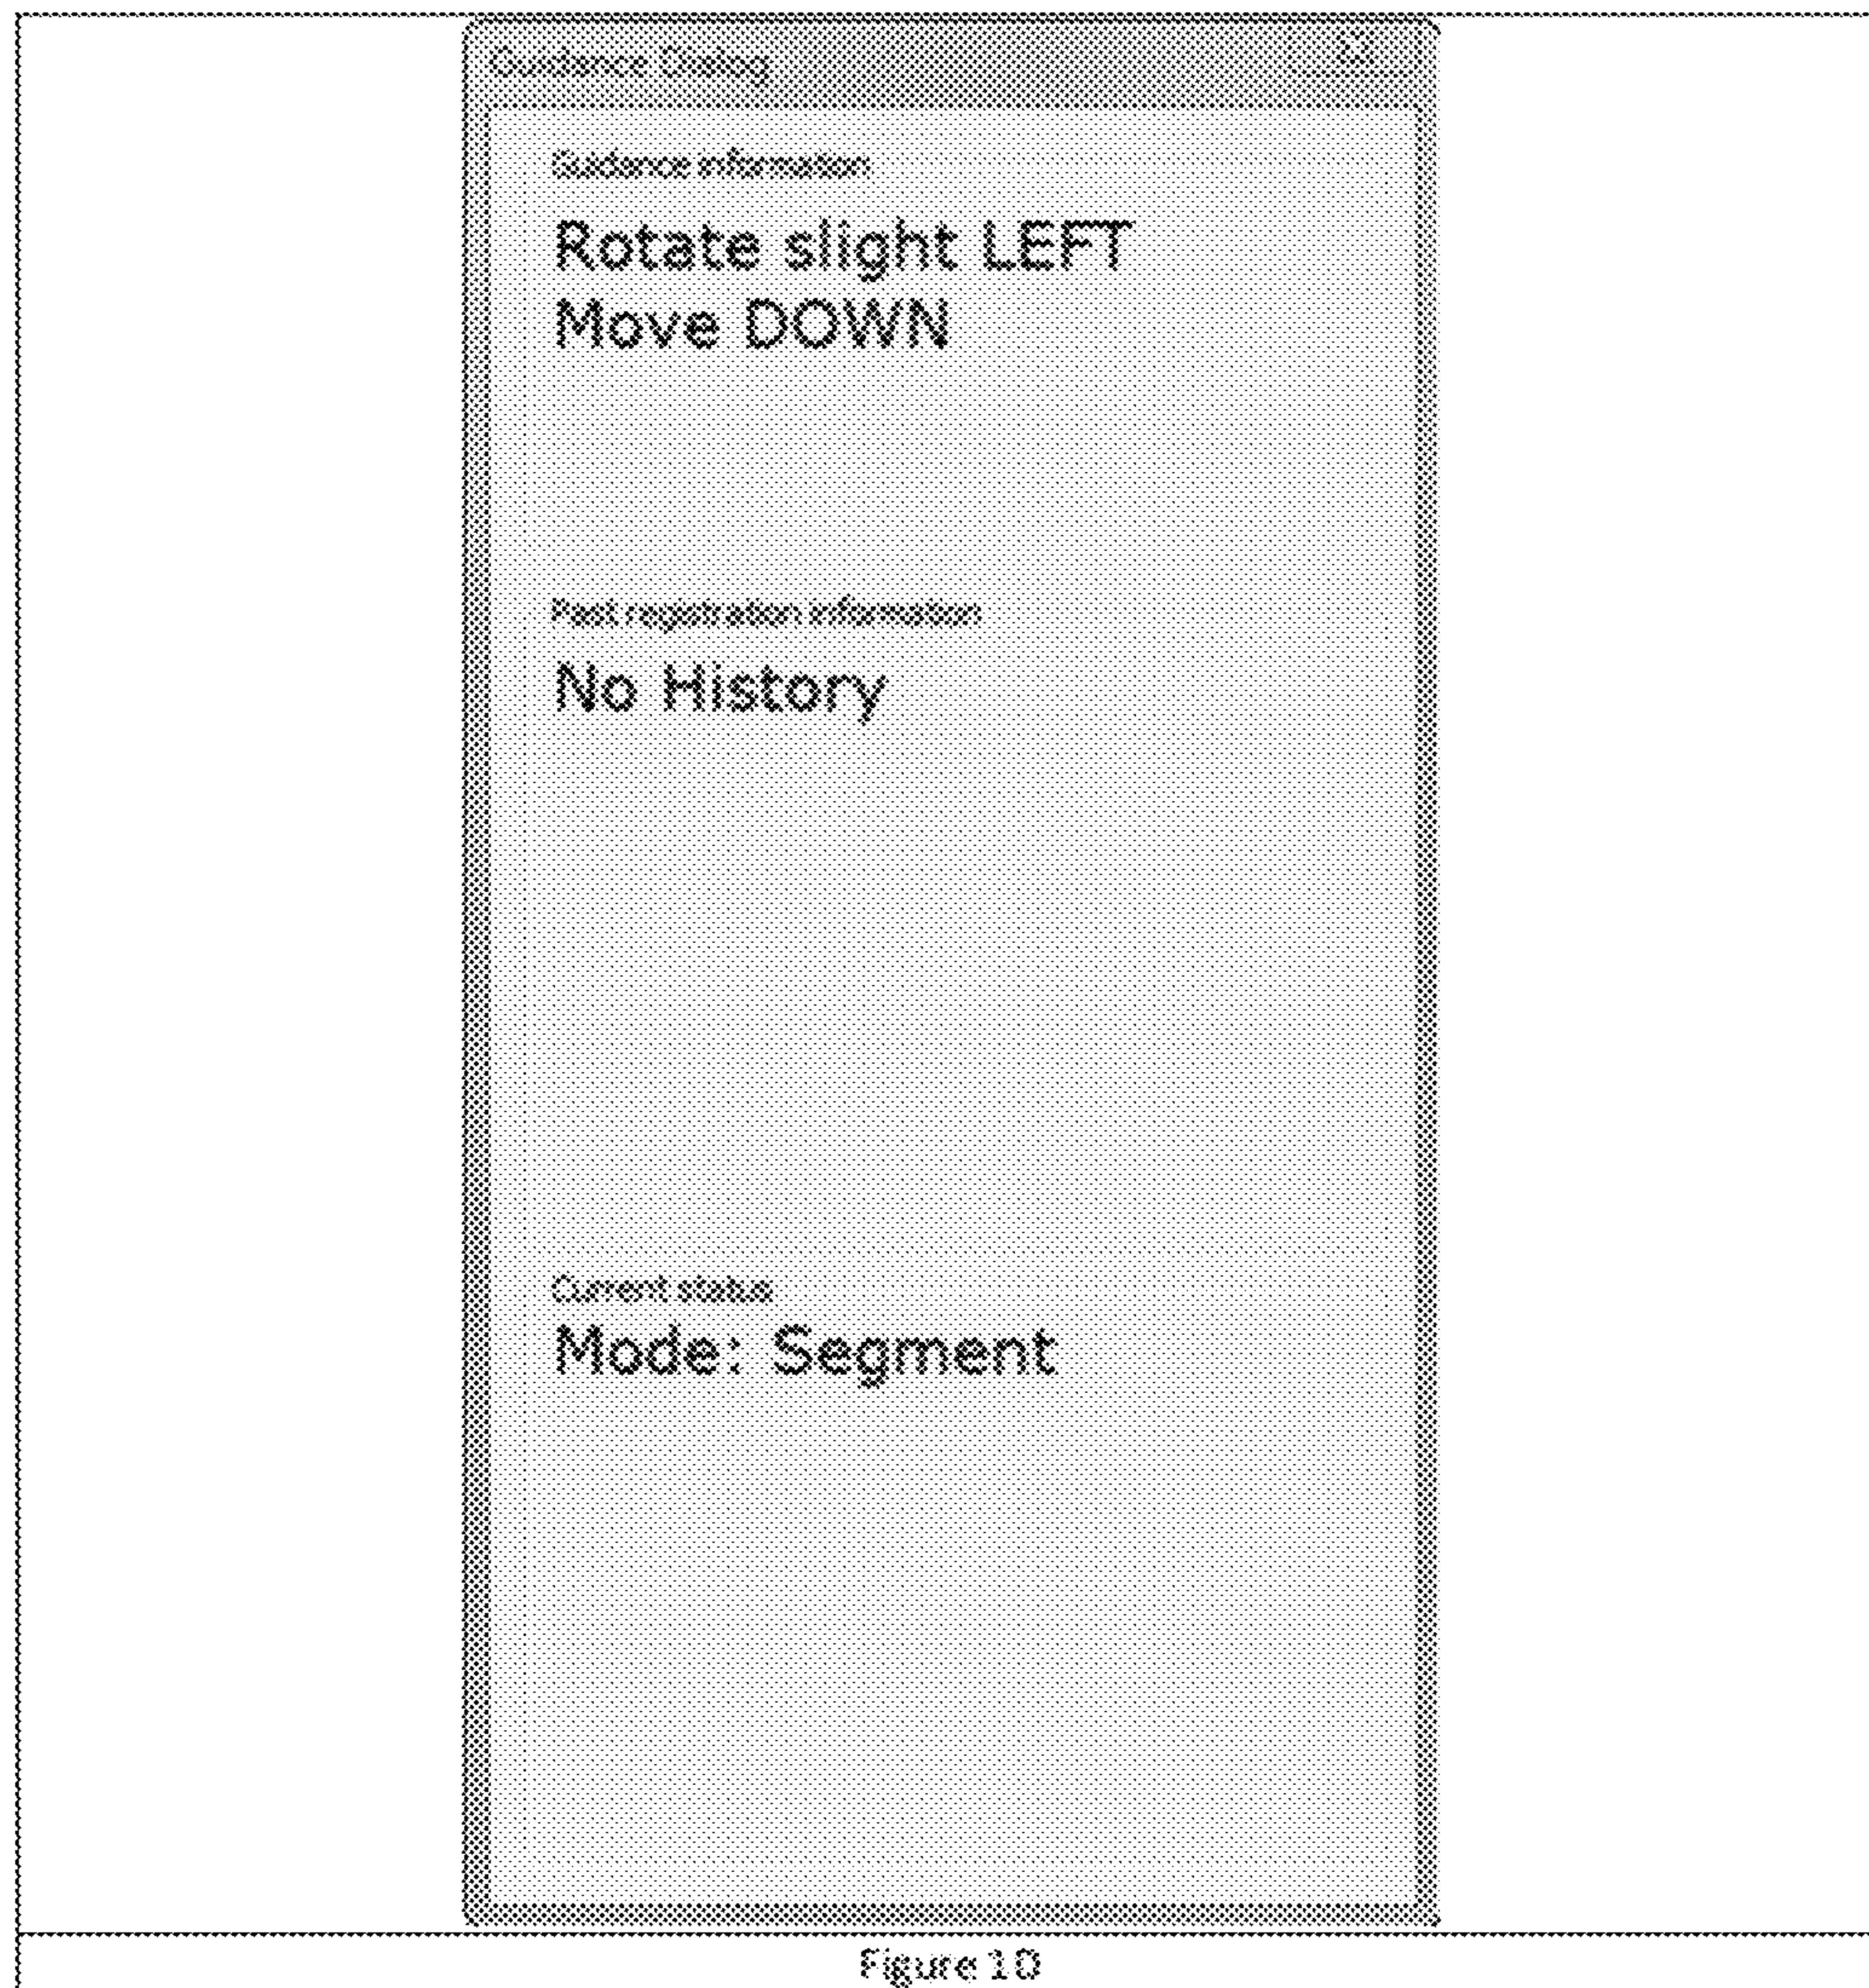 Guidance Dialog
Guidance information
Rotate slight LEFT
Move DOWN
Past registration information
No History
Current status
Mode: Segment
Figure 10